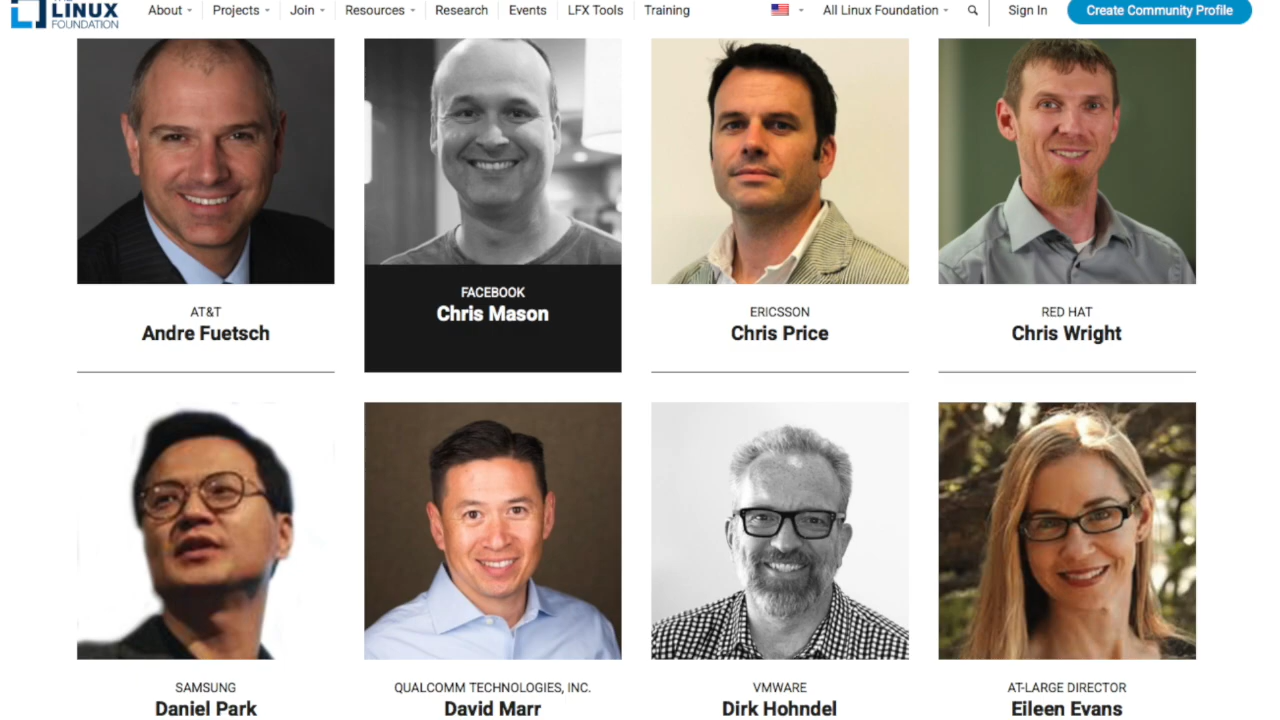 THE
LINUX
FOUNDATION
About
Projects
Join
Resources
Research
Events
LFX Tools
Training
All Linux Foundation
Sign In
Create Community Profile
AT&T
Andre Fuetsch
FACEBOOK
Chris Mason
ERICSSON
Chris Price
RED HAT
Chris Wright
SAMSUNG
Daniel Park
QUALCOMM TECHNOLOGIES, INC.
David Marr
VMWARE
Dirk Hohndel
AT-LARGE DIRECTOR
Eileen Evans